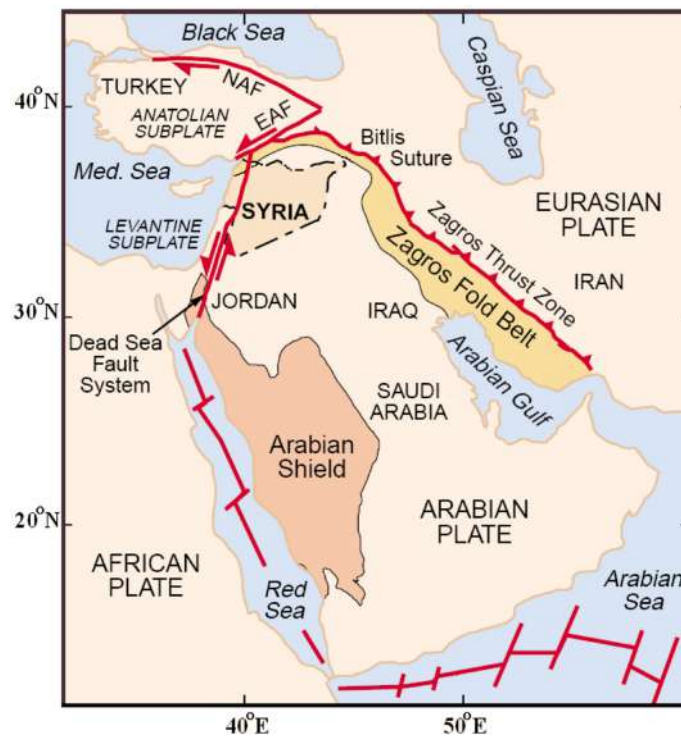 Black Sea
Caspian Sea
40°N
TURKEY
NAF
ANATOLIAN
SUBPLATE
EAF
Bitlis
Suture
Med. Sea
EURASIAN
PLATE
LEVANTINE
SUBPLATE
SYRIA
Zagros Thrust Zone
IRAN
Zagros Fold Belt
30°N
JORDAN
IRAQ
Dead Sea
Fault
System
Arabian Gulf
SAUDI
ARABIA
Arabian
Shield
ARABIAN
PLATE
20°N
AFRICAN
PLATE
Red
Sea
Arabian
Sea
40°E
50°E